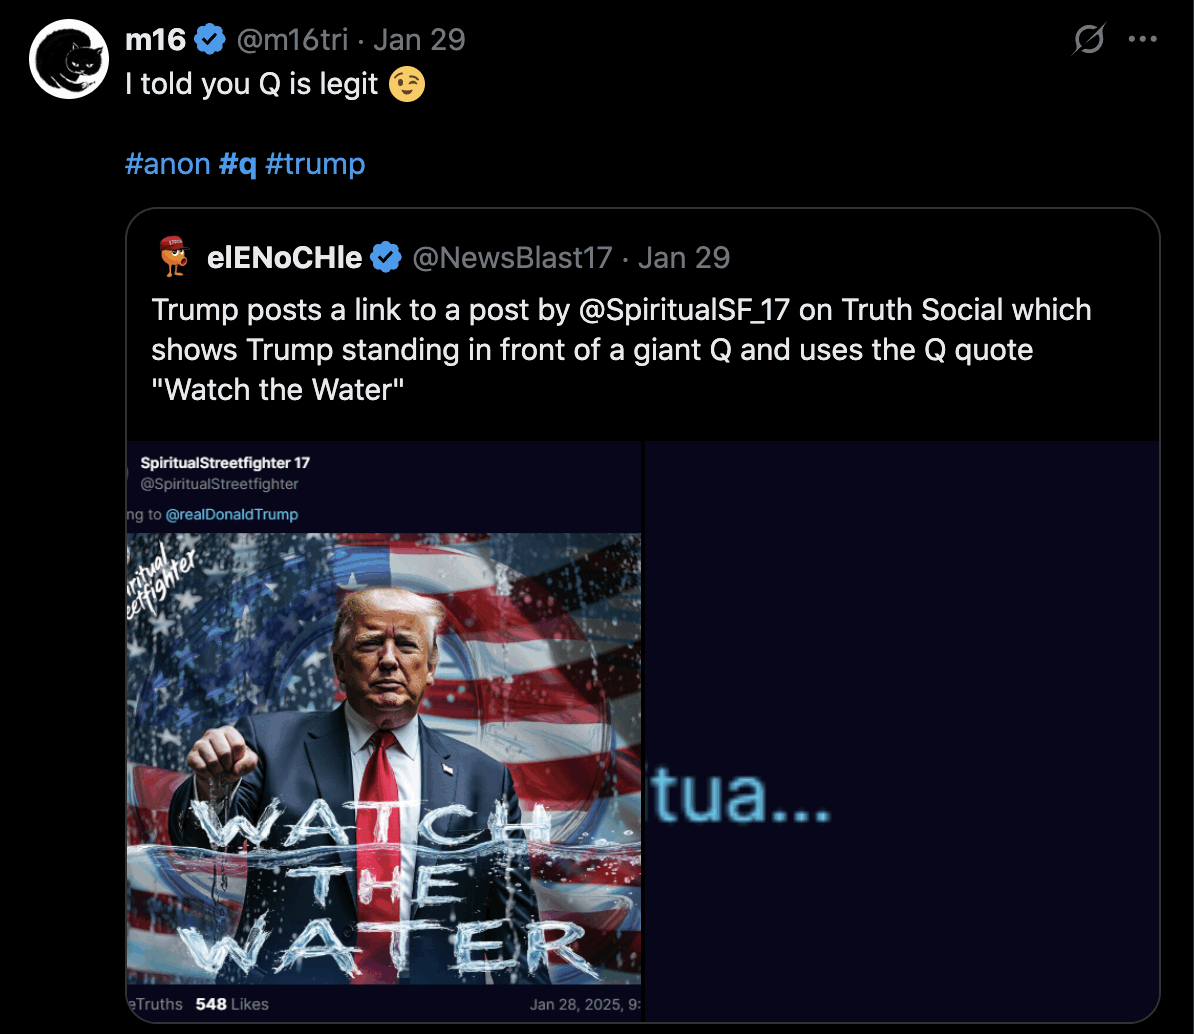 m16 @m16tri · Jan 29
I told you Q is legit 😉
#anon #q #trump
elENoCHle @NewsBlast17 · Jan 29
Trump posts a link to a post by @SpiritualSF_17 on Truth Social which
shows Trump standing in front of a giant Q and uses the Q quote
"Watch the Water"
SpiritualStreetfighter 17
@SpiritualStreetfighter
ng to @realDonaldTrump
ritual
eetfighter
WATCH
THE
WATER
tua...
eTruths 548 Likes
Jan 28, 2025, 9: